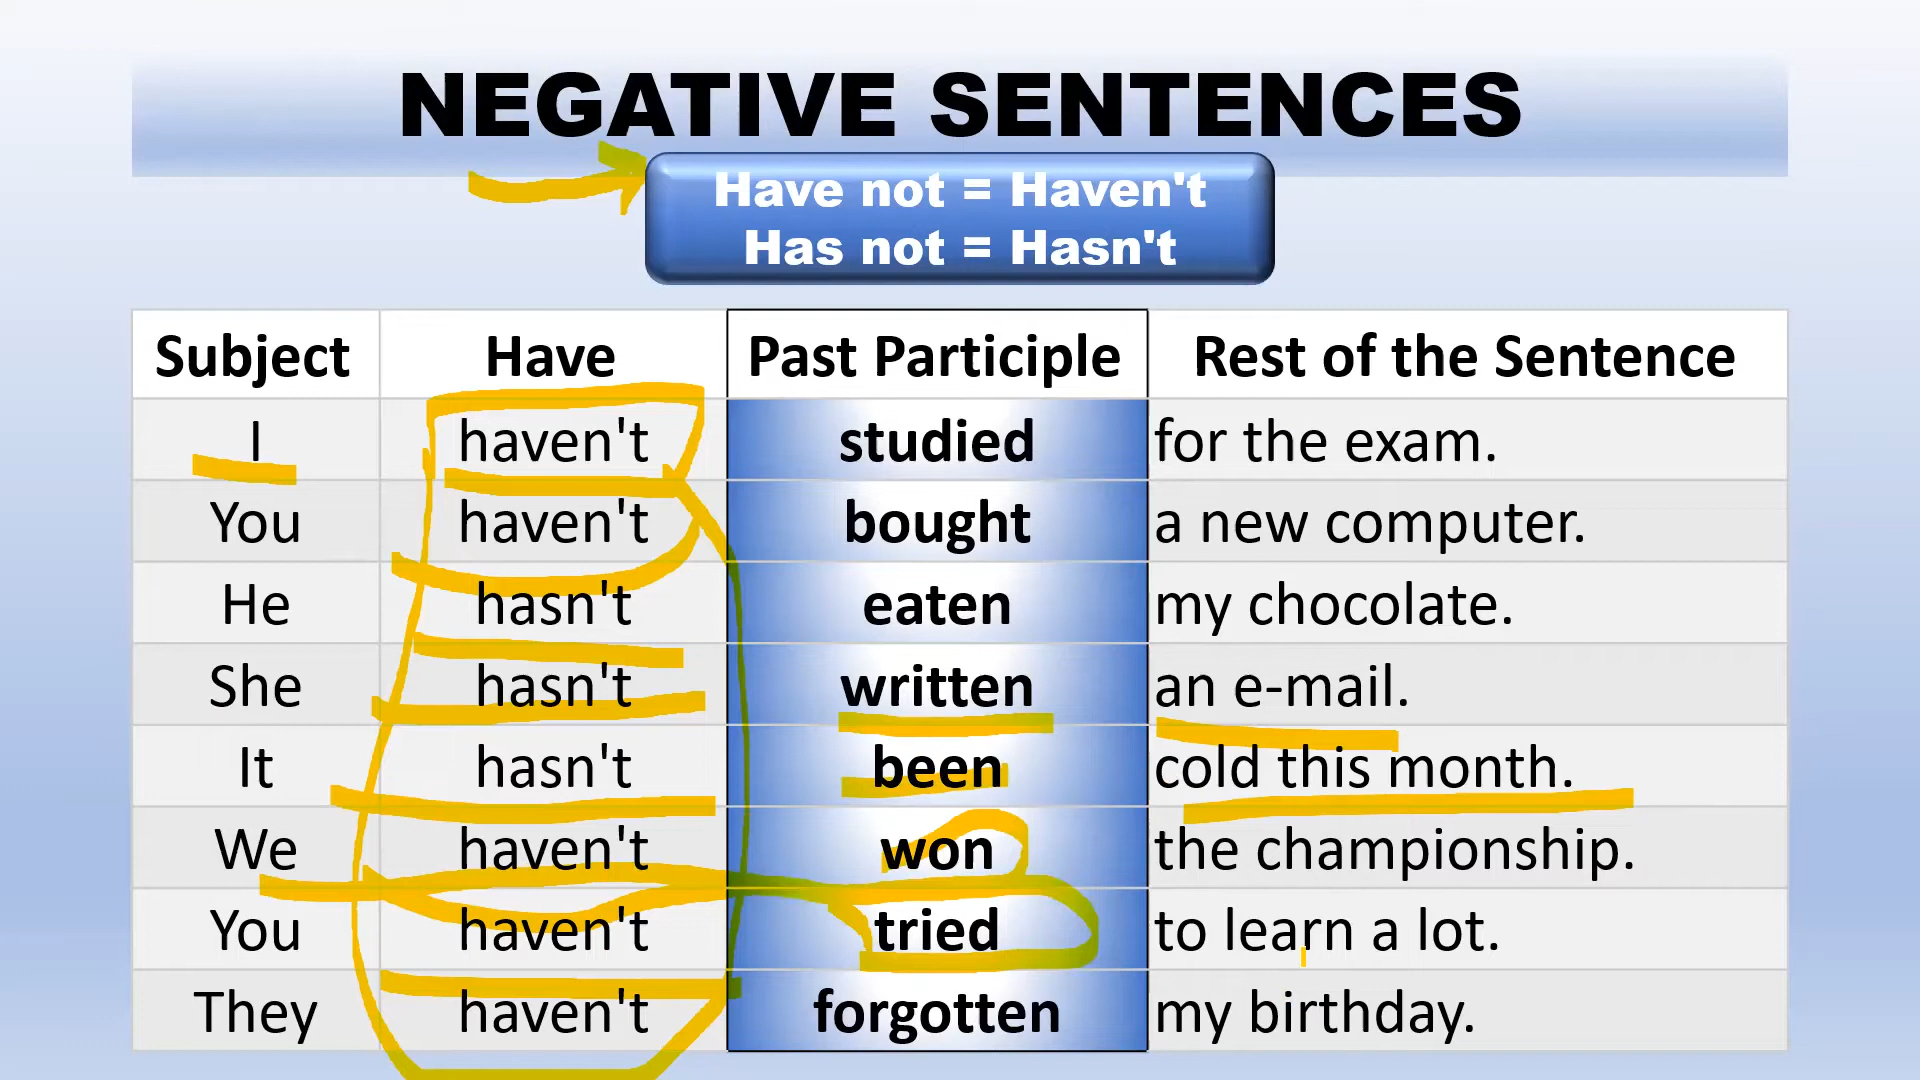 NEGATIVE SENTENCES
Have not = Haven't
Has not = Hasn't
Subject Have Past Participle Rest of the Sentence
I haven't studied for the exam.
You haven't bought a new computer.
He hasn't eaten my chocolate.
She hasn't written an e-mail.
It hasn't been cold this month.
We haven't won the championship.
You haven't tried to learn a lot.
They haven't forgotten my birthday.